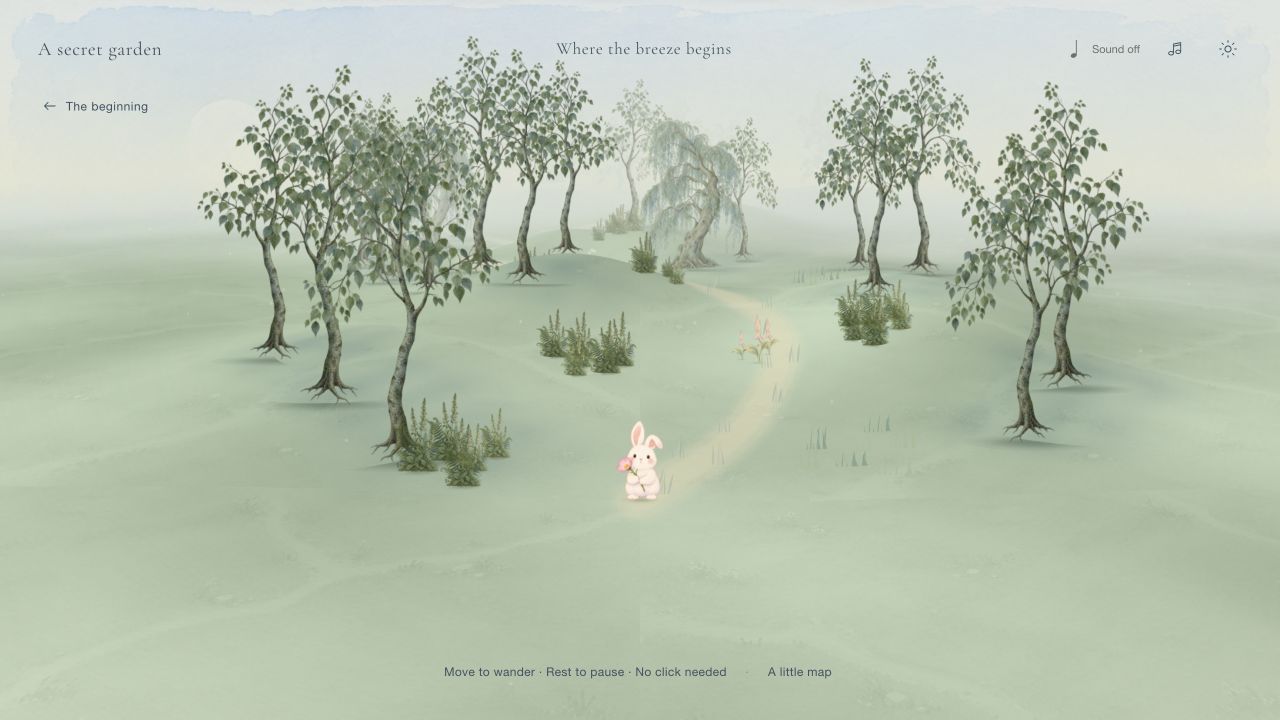 A secret garden
Where the breeze begins
Sound off
The beginning
Move to wander · Rest to pause · No click needed · A little map